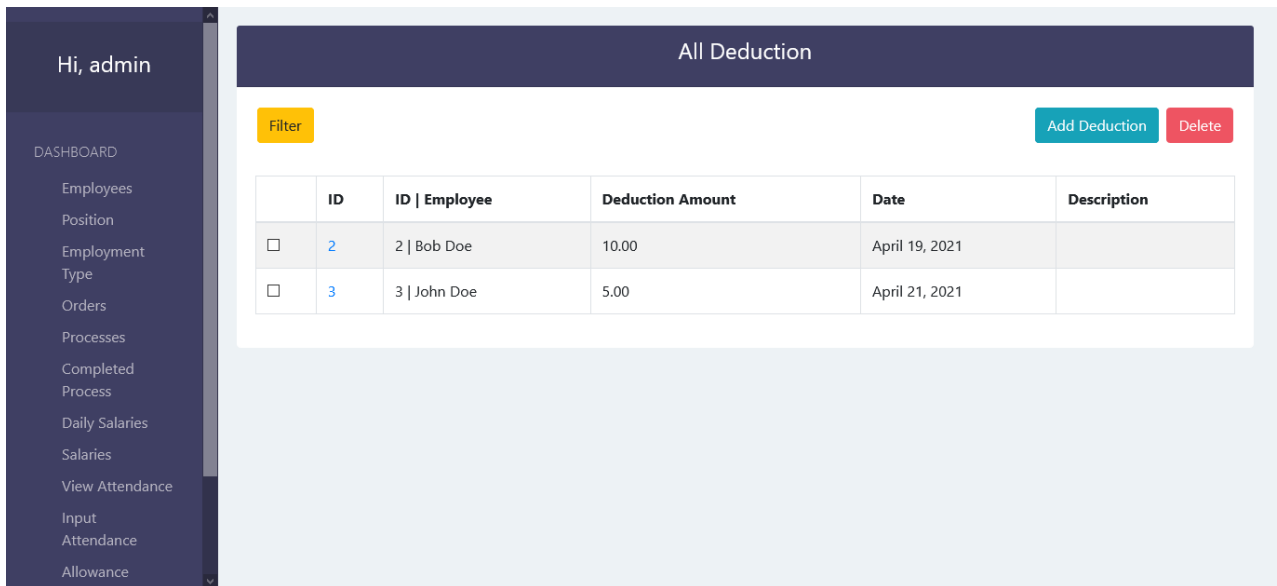 Hi, admin
DASHBOARD
Employees
Position
Employment
Type
Orders
Processes
Completed
Process
Daily Salaries
Salaries
View Attendance
Input
Attendance
Allowance
All Deduction
Filter
Add Deduction
Delete
ID
ID | Employee
Deduction Amount
Date
Description
2
2 | Bob Doe
10.00
April 19, 2021
3
3 | John Doe
5.00
April 21, 2021